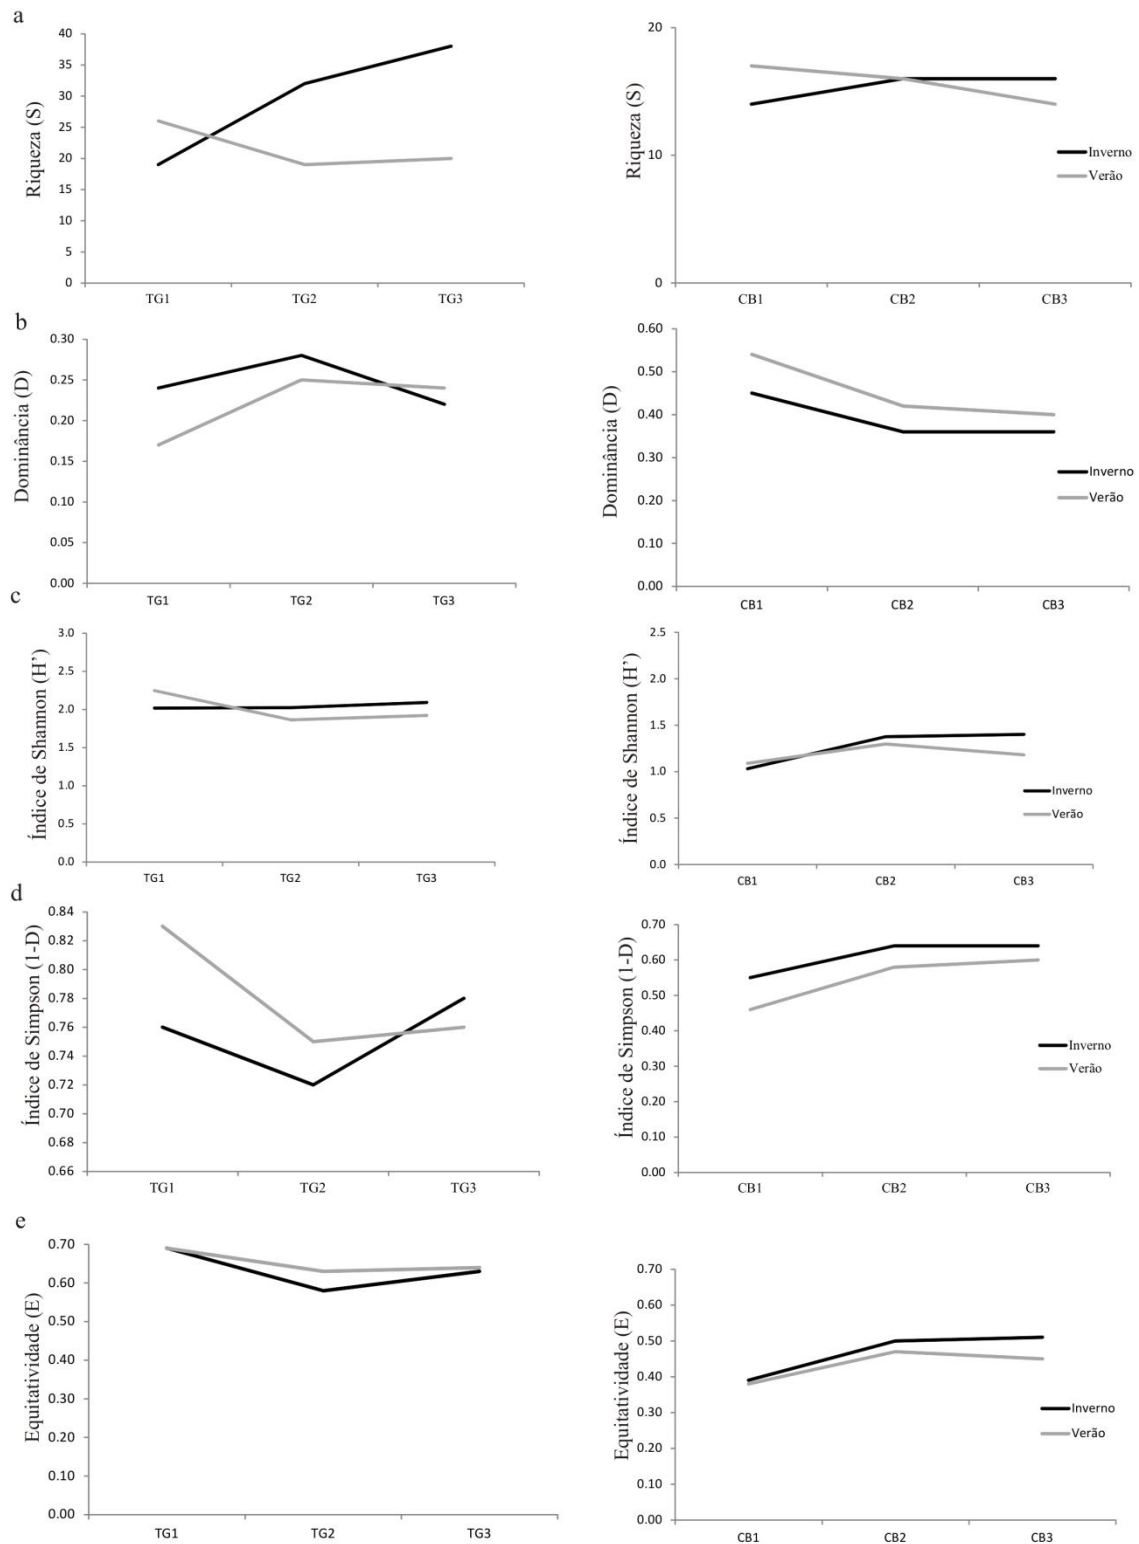 a
Riqueza (S)
40
35
30
25
20
15
10
5
0
TG1
TG2
TG3
Riqueza (S)
20
10
0
CB1
CB2
CB3
Inverno
Verão
b
Dominância (D)
0.30
0.25
0.20
0.15
0.10
0.05
0.00
TG1
TG2
TG3
Dominância (D)
0.60
0.50
0.40
0.30
0.20
0.10
0.00
CB1
CB2
CB3
Inverno
Verão
c
Índice de Shannon (H’)
3.0
2.5
2.0
1.5
1.0
0.5
0.0
TG1
TG2
TG3
Índice de Shannon (H’)
2.5
2.0
1.5
1.0
0.5
0.0
CB1
CB2
CB3
Inverno
Verão
d
Índice de Simpson (1-D)
0.84
0.82
0.80
0.78
0.76
0.74
0.72
0.70
0.68
0.66
TG1
TG2
TG3
Índice de Simpson (1-D)
0.70
0.60
0.50
0.40
0.30
0.20
0.10
0.00
CB1
CB2
CB3
Inverno
Verão
e
Equitatividade (E)
0.70
0.60
0.50
0.40
0.30
0.20
0.10
0.00
TG1
TG2
TG3
Equitatividade (E)
0.70
0.60
0.50
0.40
0.30
0.20
0.10
0.00
CB1
CB2
CB3
Inverno
Verão